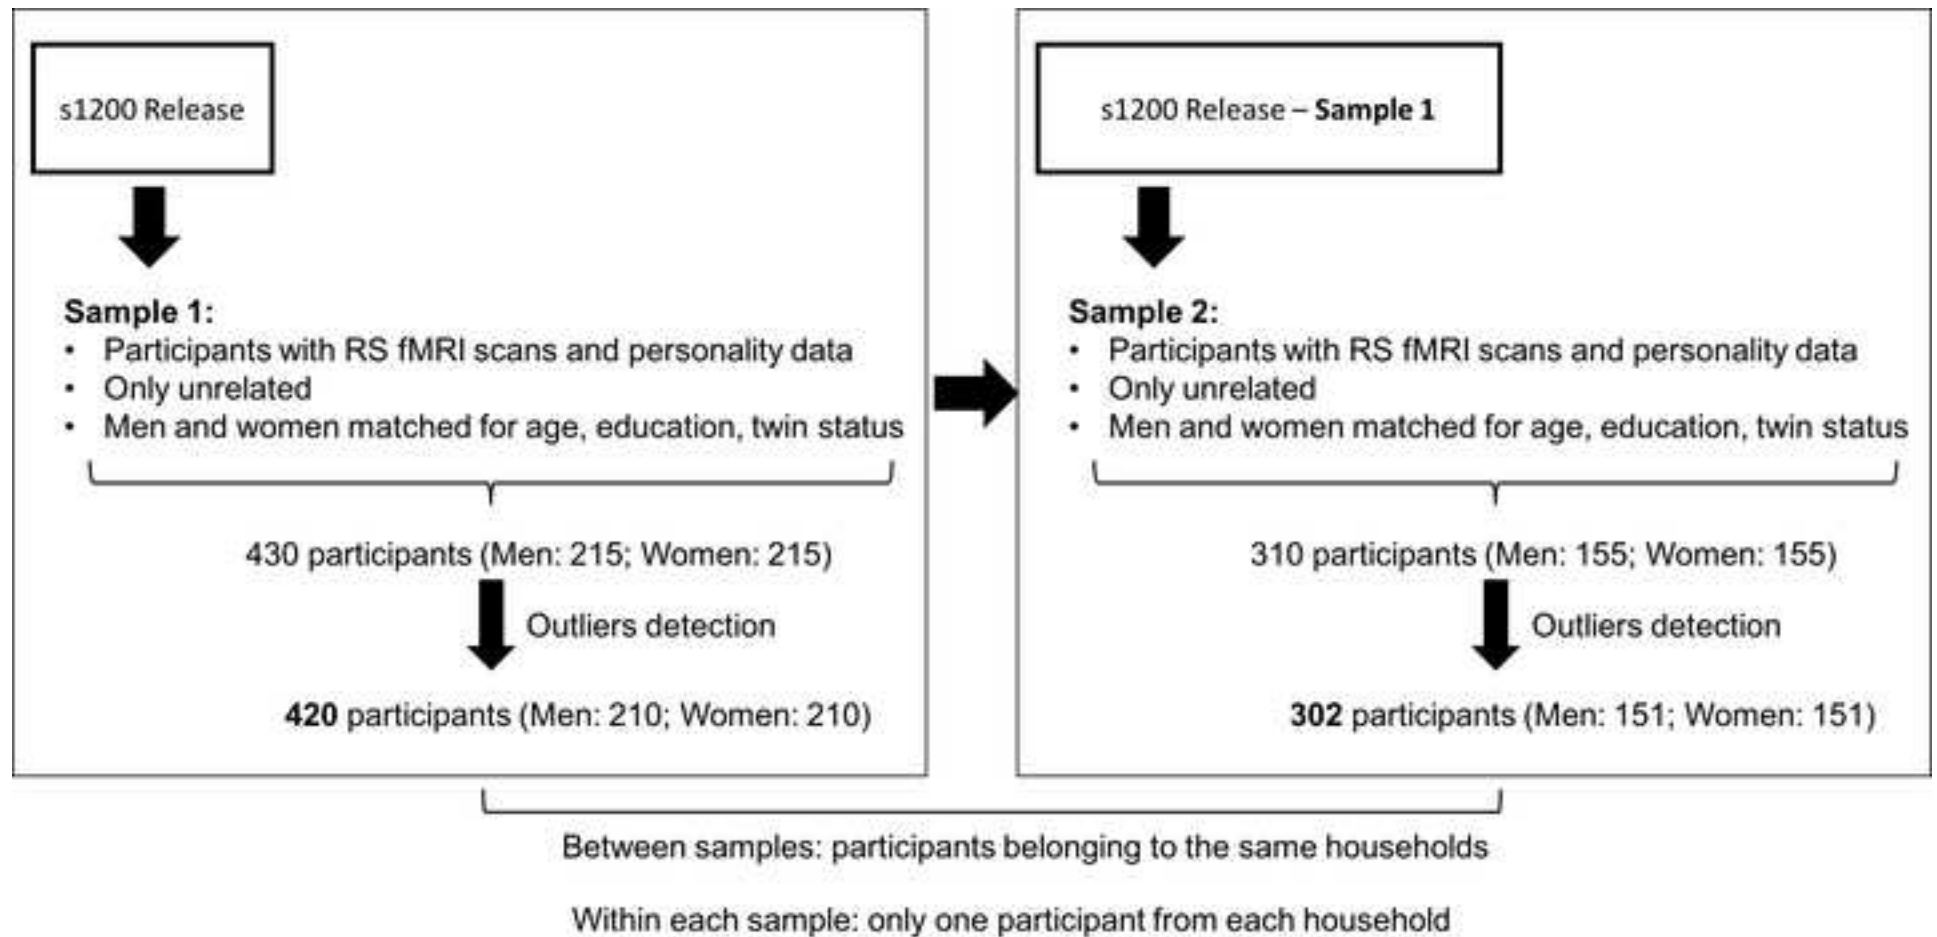 s1200 Release
Sample 1:
• Participants with RS fMRI scans and personality data
• Only unrelated
• Men and women matched for age, education, twin status
430 participants (Men: 215; Women: 215)
Outliers detection
420 participants (Men: 210; Women: 210)
s1200 Release – Sample 1
Sample 2:
• Participants with RS fMRI scans and personality data
• Only unrelated
• Men and women matched for age, education, twin status
310 participants (Men: 155; Women: 155)
Outliers detection
302 participants (Men: 151; Women: 151)
Between samples: participants belonging to the same households
Within each sample: only one participant from each household